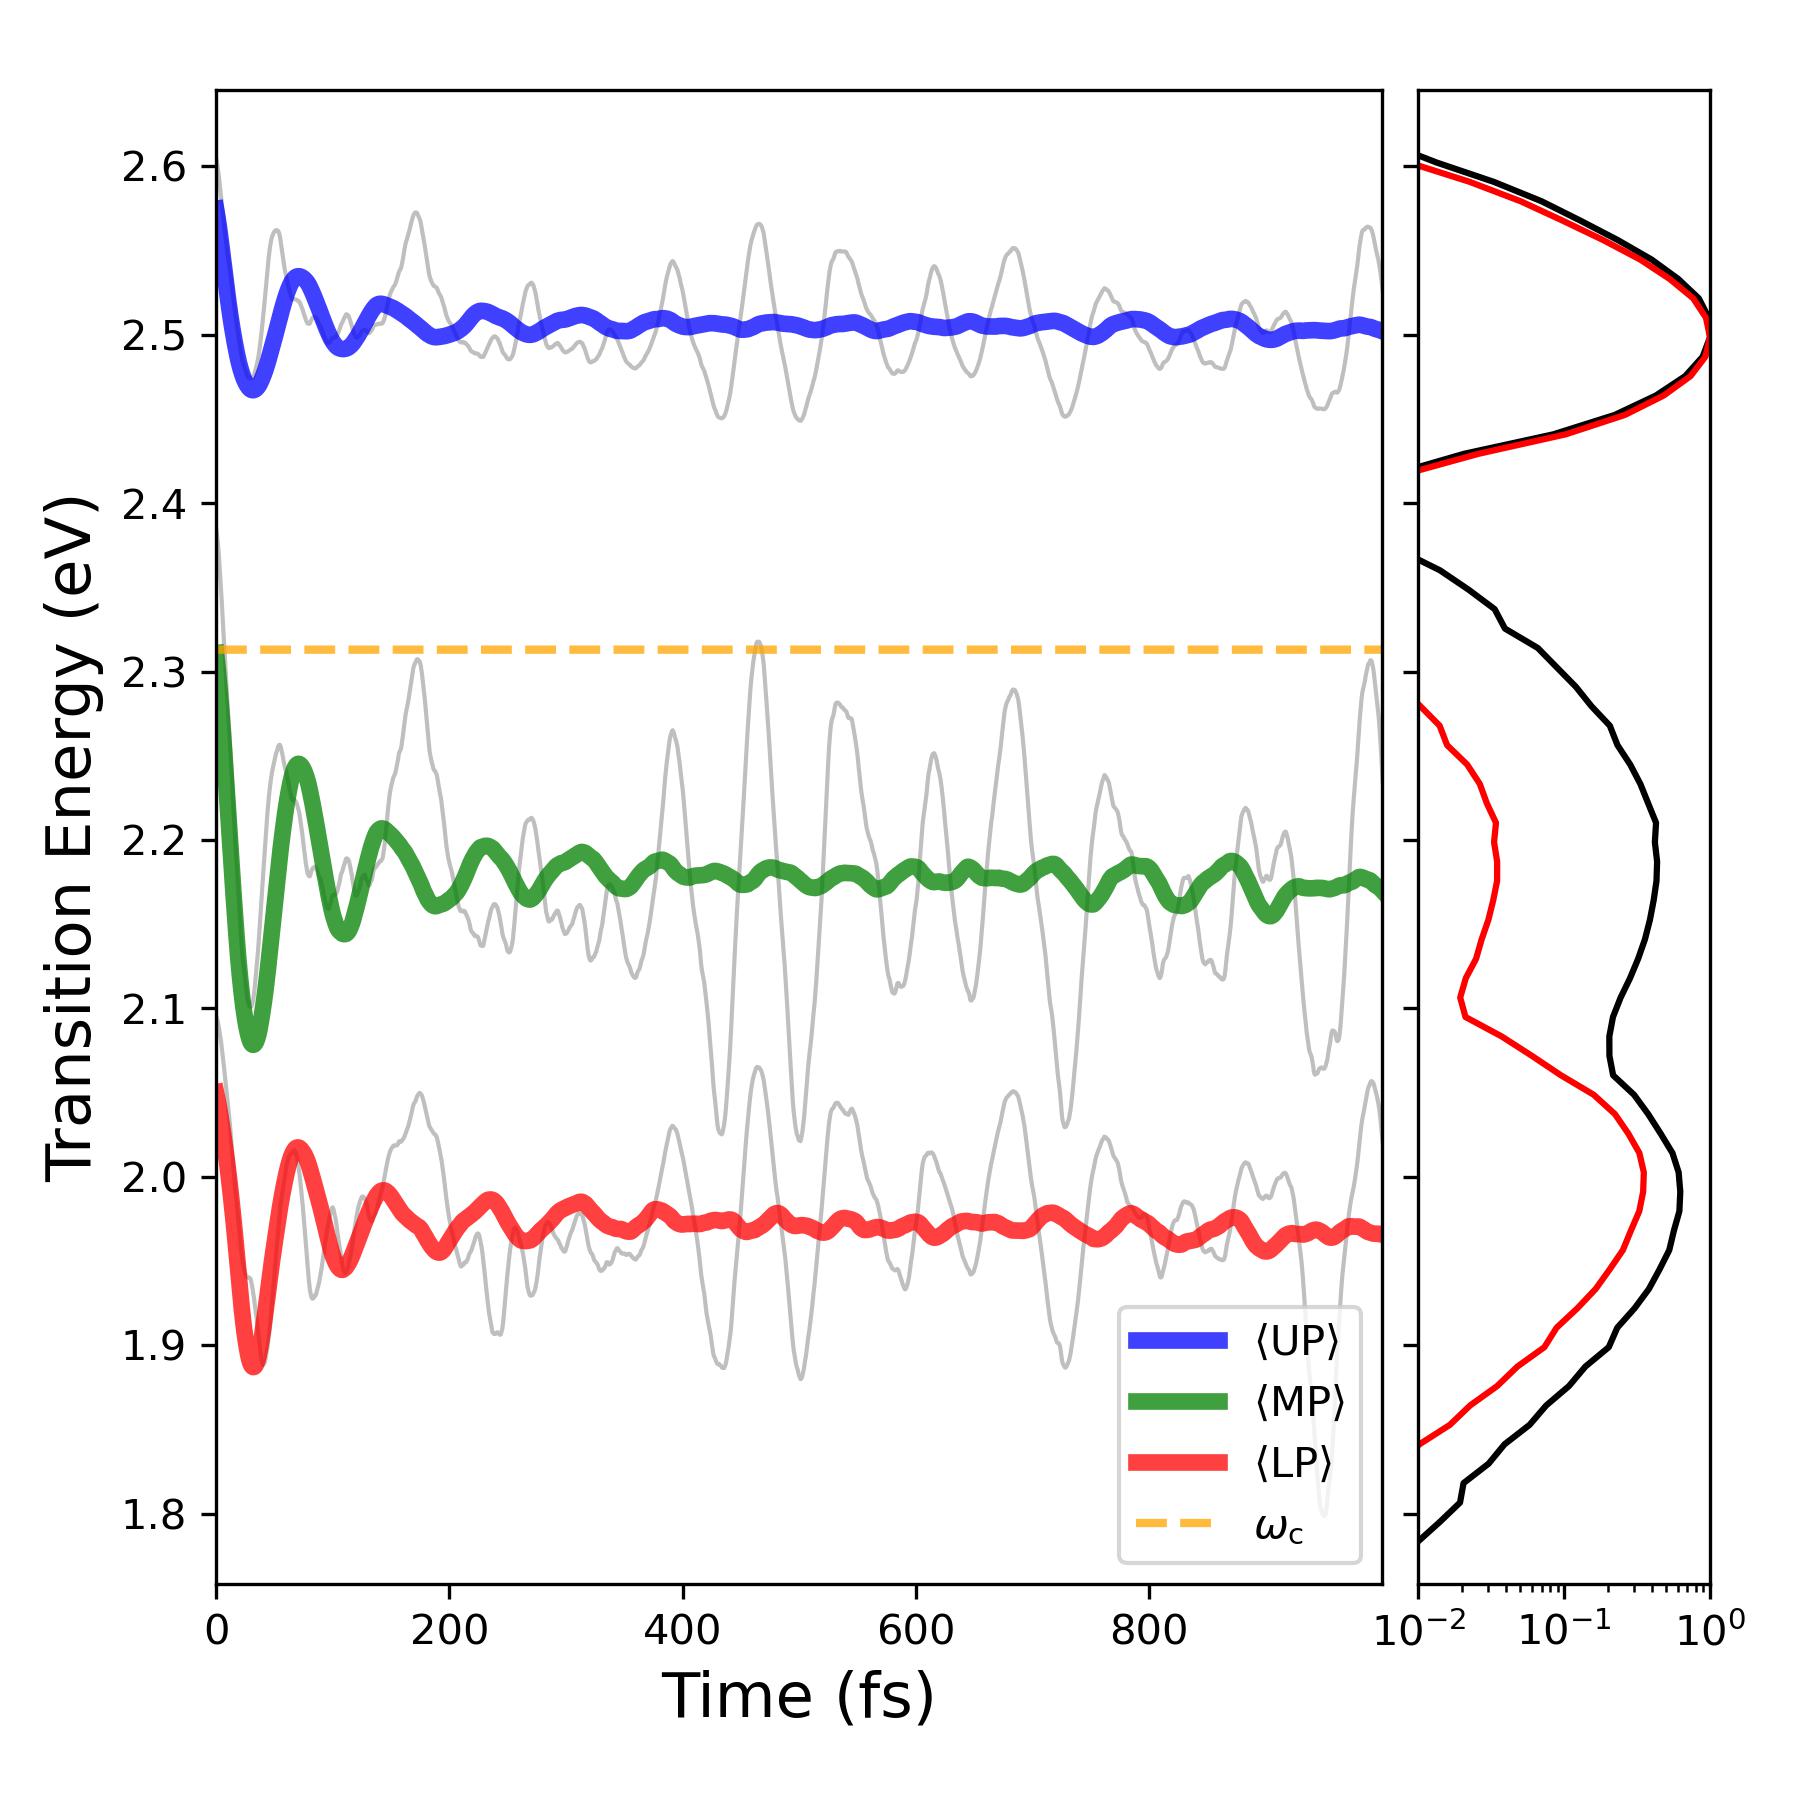 Transition Energy (eV)
2.6
2.5
2.4
2.3
2.2
2.1
2.0
1.9
1.8
⟨UP⟩
⟨MP⟩
⟨LP⟩
ω_c
0 200 400 600 800
10⁻² 10⁻¹ 10⁰
Time (fs)